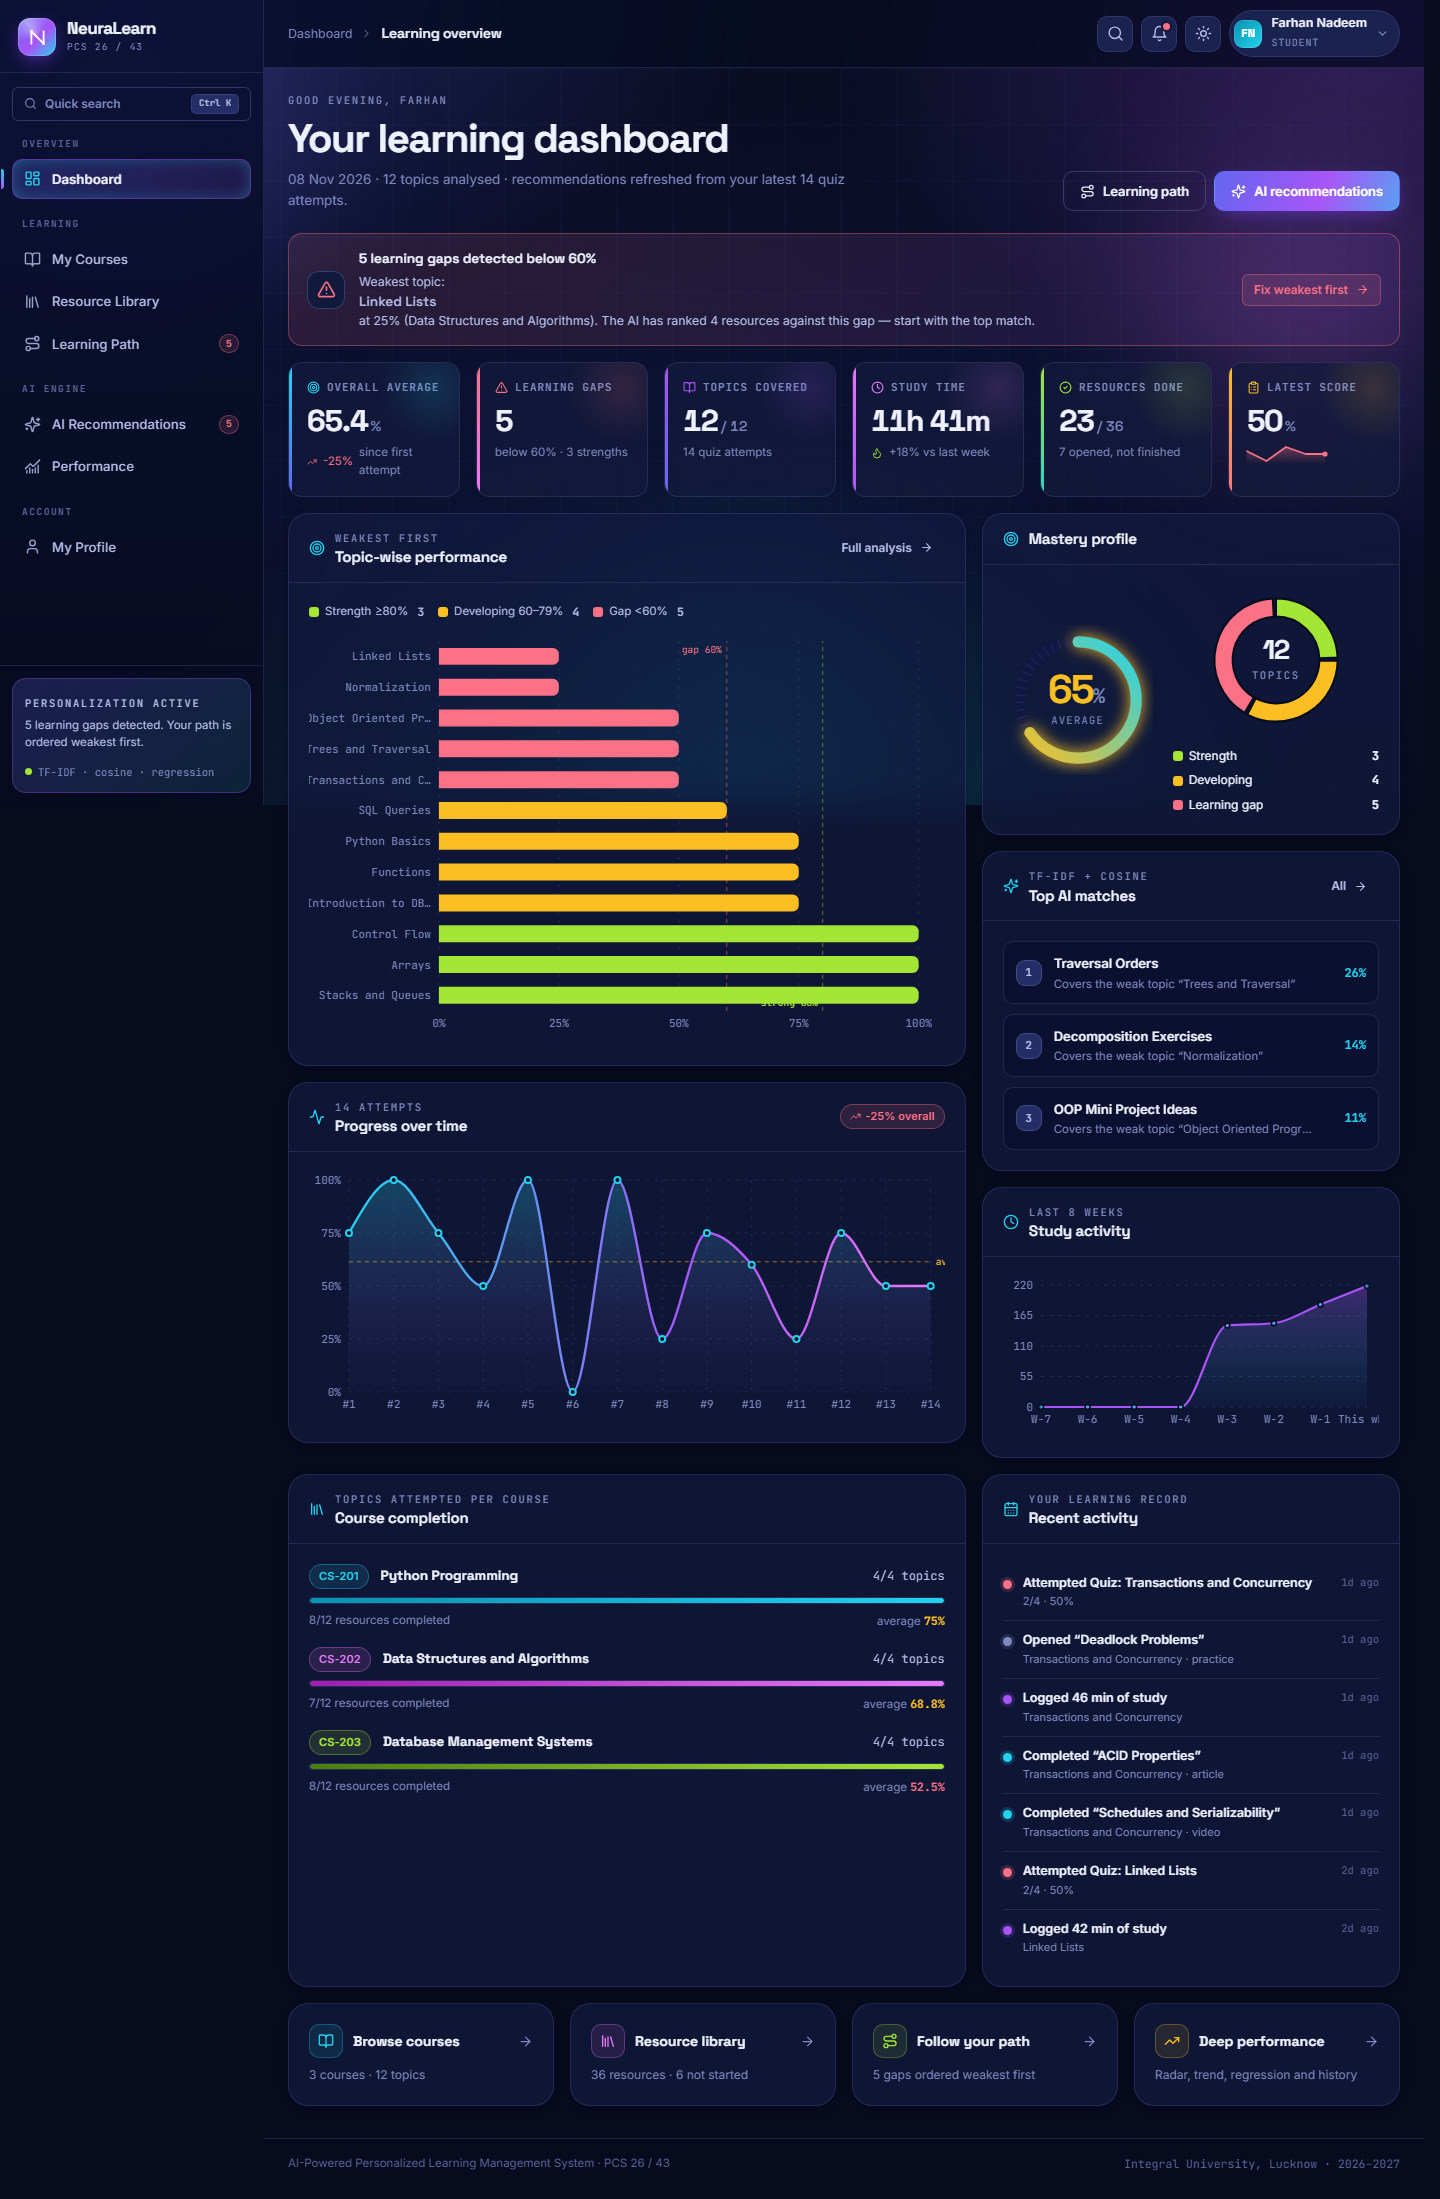 NeuraLearn
PCS 26 / 43
Quick search
Ctrl K
OVERVIEW
Dashboard
LEARNING
My Courses
Resource Library
Learning Path
5
AI ENGINE
AI Recommendations
5
Performance
ACCOUNT
My Profile
PERSONALIZATION ACTIVE
5 learning gaps detected. Your path is
ordered weakest first.
TF-IDF · cosine · regression
Dashboard
Learning overview
FN
Farhan Nadeem
STUDENT
GOOD EVENING, FARHAN
Your learning dashboard
08 Nov 2026 · 12 topics analysed · recommendations refreshed from your latest 14 quiz
attempts.
Learning path
AI recommendations
5 learning gaps detected below 60%
Weakest topic:
Linked Lists
at 25% (Data Structures and Algorithms). The AI has ranked 4 resources against this gap — start with the top match.
Fix weakest first
OVERALL AVERAGE
65.4%
-25%
since first
attempt
LEARNING GAPS
5
below 60% · 3 strengths
TOPICS COVERED
12 / 12
14 quiz attempts
STUDY TIME
11h 41m
+18% vs last week
RESOURCES DONE
23 / 36
7 opened, not finished
LATEST SCORE
50%
WEAKEST FIRST
Topic-wise performance
Full analysis
Strength ≥80% 3
Developing 60–79% 4
Gap <60% 5
gap 60%
Linked Lists
Normalization
Object Oriented Pr…
Trees and Traversal
Transactions and C…
SQL Queries
Python Basics
Functions
Introduction to DB…
Control Flow
Arrays
Stacks and Queues
0%
25%
50%
75%
100%
Mastery profile
65%
AVERAGE
12
TOPICS
Strength 3
Developing 4
Learning gap 5
TF-IDF + COSINE
Top AI matches
All
1
Traversal Orders
Covers the weak topic “Trees and Traversal”
26%
2
Decomposition Exercises
Covers the weak topic “Normalization”
14%
3
OOP Mini Project Ideas
Covers the weak topic “Object Oriented Progr…
11%
14 ATTEMPTS
Progress over time
-25% overall
100%
75%
50%
25%
0%
av
#1
#2
#3
#4
#5
#6
#7
#8
#9
#10
#11
#12
#13
#14
LAST 8 WEEKS
Study activity
220
165
110
55
0
W-7
W-6
W-5
W-4
W-3
W-2
W-1
This
TOPICS ATTEMPTED PER COURSE
Course completion
CS-201
Python Programming
4/4 topics
8/12 resources completed
average 75%
CS-202
Data Structures and Algorithms
4/4 topics
7/12 resources completed
average 68.8%
CS-203
Database Management Systems
4/4 topics
8/12 resources completed
average 52.5%
YOUR LEARNING RECORD
Recent activity
Attempted Quiz: Transactions and Concurrency
1d ago
2/4 · 50%
Opened “Deadlock Problems”
1d ago
Transactions and Concurrency · practice
Logged 46 min of study
1d ago
Transactions and Concurrency
Completed “ACID Properties”
1d ago
Transactions and Concurrency · article
Completed “Schedules and Serializability”
1d ago
Transactions and Concurrency · video
Attempted Quiz: Linked Lists
2d ago
2/4 · 50%
Logged 42 min of study
2d ago
Linked Lists
Browse courses
3 courses · 12 topics
Resource library
36 resources · 6 not started
Follow your path
5 gaps ordered weakest first
Deep performance
Radar, trend, regression and history
AI-Powered Personalized Learning Management System · PCS 26 / 43
Integral University, Lucknow · 2026-2027